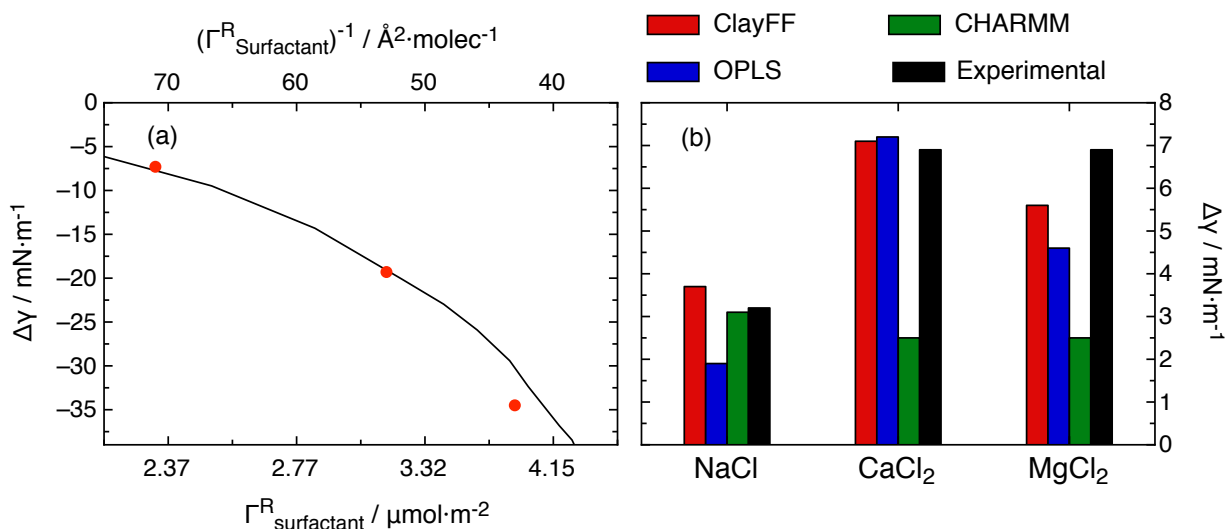 (Γ^R_Surfactant)^-1 / Å²·molec^-1
70 60 50 40
0
–5
–10
–15
–20
–25
–30
–35
Δγ / mN·m^-1
(a)
2.37 2.77 3.32 4.15
Γ^R_surfactant / μmol·m^-2
ClayFF CHARMM
OPLS Experimental
(b)
8
7
6
5
4
3
2
1
0
Δγ / mN·m^-1
NaCl CaCl₂ MgCl₂